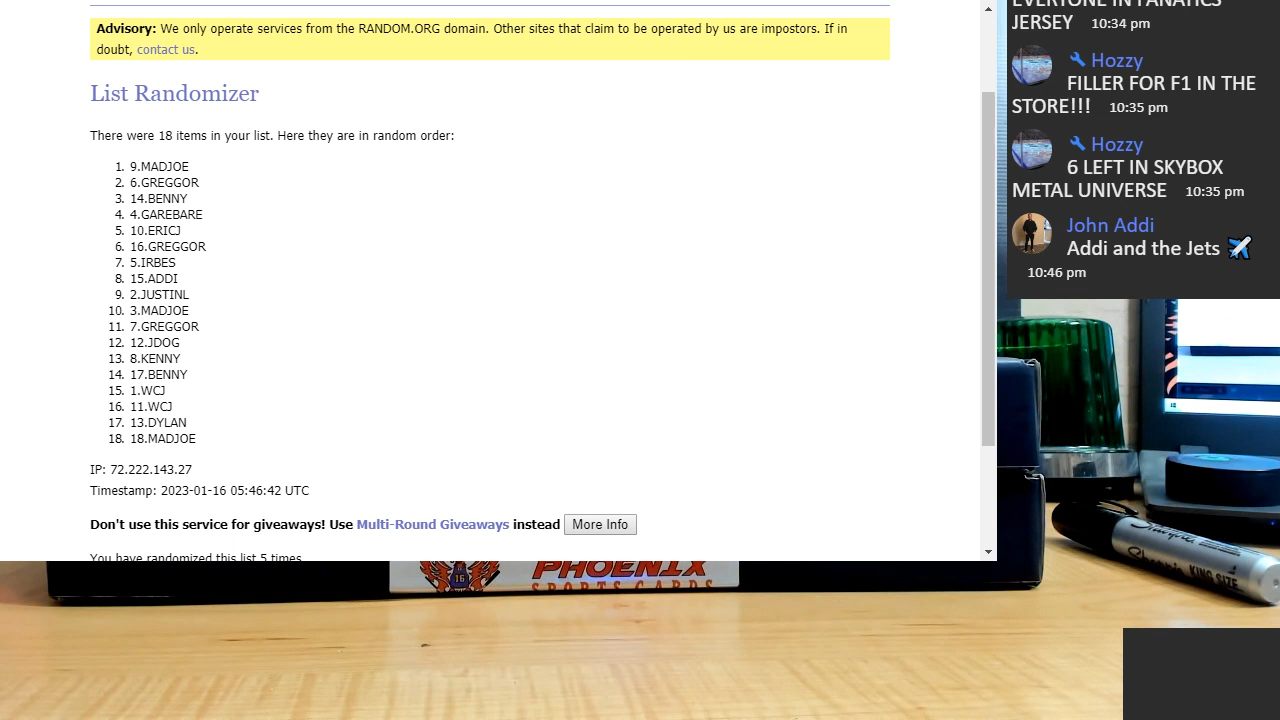 Advisory: We only operate services from the RANDOM.ORG domain. Other sites that claim to be operated by us are impostors. If in
doubt, contact us.
List Randomizer
There were 18 items in your list. Here they are in random order:
1. 9.MADJOE
2. 6.GREGGOR
3. 14.BENNY
4. 4.GAREBARE
5. 10.ERICJ
6. 16.GREGGOR
7. 5.IRBES
8. 15.ADDI
9. 2.JUSTINL
10. 3.MADJOE
11. 7.GREGGOR
12. 12.JDOG
13. 8.KENNY
14. 17.BENNY
15. 1.WCJ
16. 11.WCJ
17. 13.DYLAN
18. 18.MADJOE
IP: 72.222.143.27
Timestamp: 2023-01-16 05:46:42 UTC
Don't use this service for giveaways! Use Multi-Round Giveaways instead More Info
You have randomized this list 5 times
EVERYONE IN FANATICS
JERSEY 10:34 pm
Hozzy
FILLER FOR F1 IN THE
STORE!!! 10:35 pm
Hozzy
6 LEFT IN SKYBOX
METAL UNIVERSE 10:35 pm
John Addi
Addi and the Jets ✈️
10:46 pm
16
PHOENIX
SPORTS CARDS
Sharpie
KING SIZE